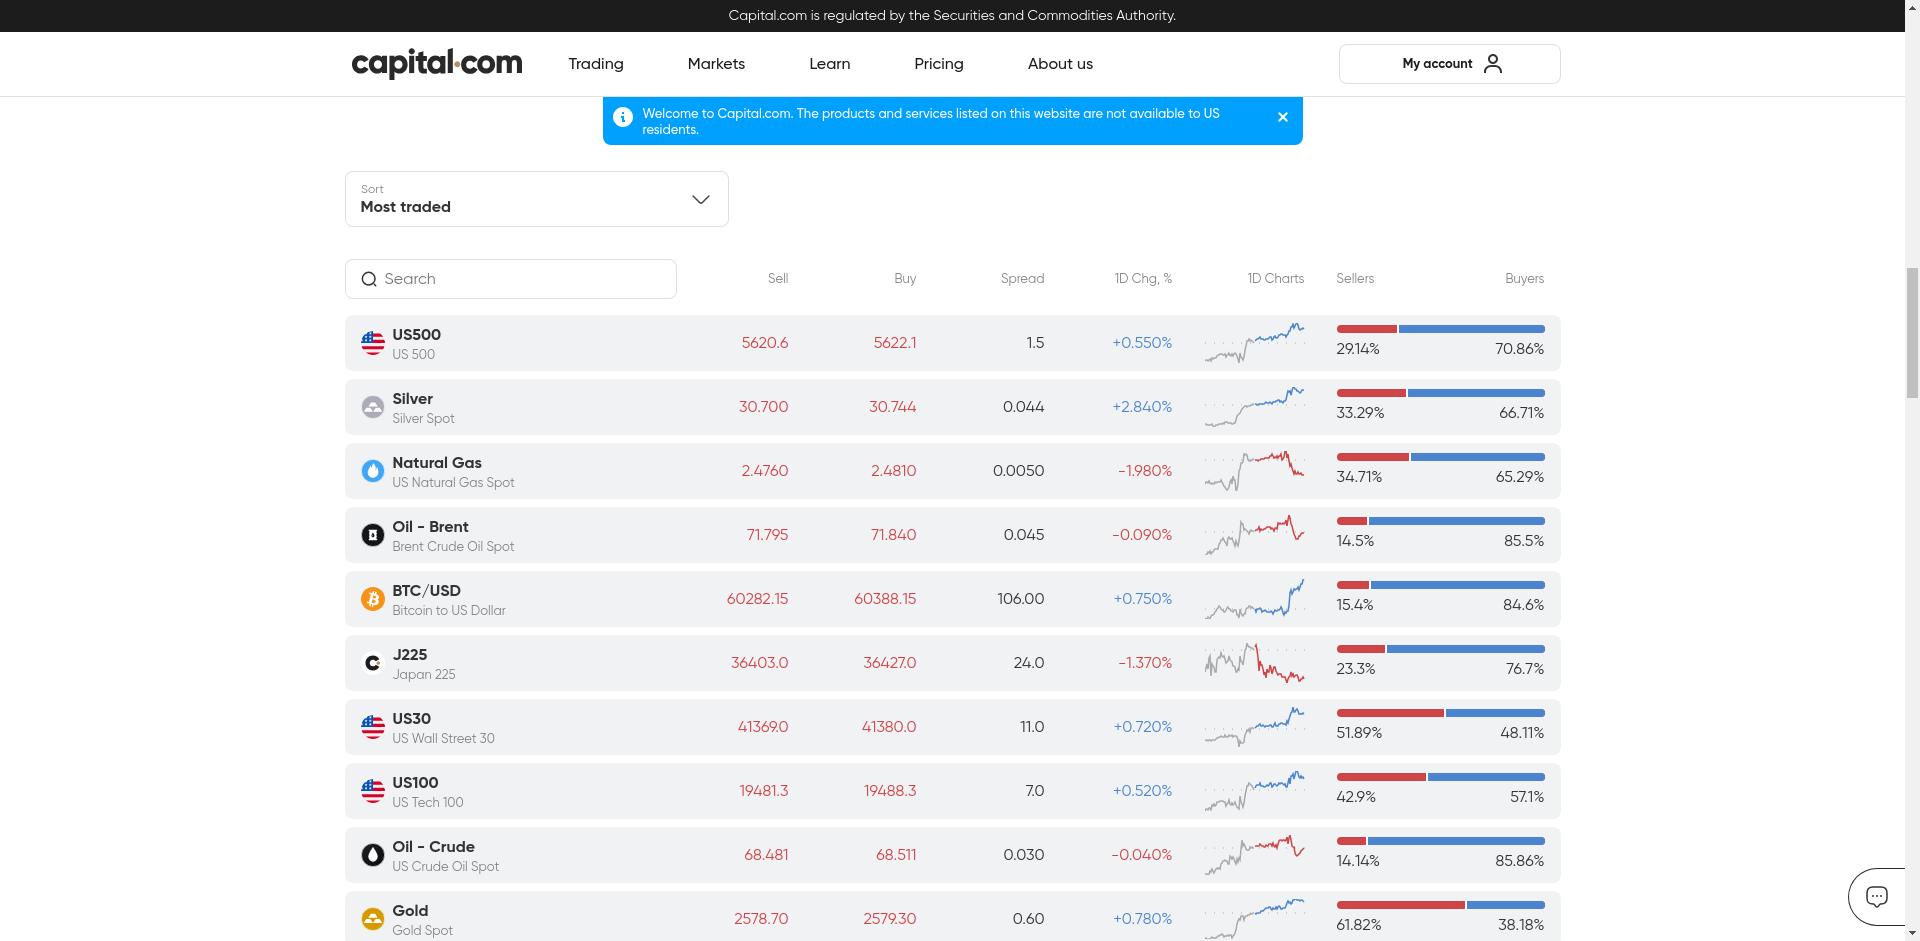 Capital.com is regulated by the Securities and Commodities Authority.
capital.com Trading Markets Learn Pricing About us My account
Welcome to Capital.com. The products and services listed on this website are not available to US
residents.
Sort
Most traded
Search Sell Buy Spread 1D Chg, % 1D Charts Sellers Buyers
US500
US 500
5620.6 5622.1 1.5 +0.550% 29.14% 70.86%
Silver
Silver Spot
30.700 30.744 0.044 +2.840% 33.29% 66.71%
Natural Gas
US Natural Gas Spot
2.4760 2.4810 0.0050 -1.980% 34.71% 65.29%
Oil - Brent
Brent Crude Oil Spot
71.795 71.840 0.045 -0.090% 14.5% 85.5%
BTC/USD
Bitcoin to US Dollar
60282.15 60388.15 106.00 +0.750% 15.4% 84.6%
J225
Japan 225
36403.0 36427.0 24.0 -1.370% 23.3% 76.7%
US30
US Wall Street 30
41369.0 41380.0 11.0 +0.720% 51.89% 48.11%
US100
US Tech 100
19481.3 19488.3 7.0 +0.520% 42.9% 57.1%
Oil - Crude
US Crude Oil Spot
68.481 68.511 0.030 -0.040% 14.14% 85.86%
Gold
Gold Spot
2578.70 2579.30 0.60 +0.780% 61.82% 38.18%